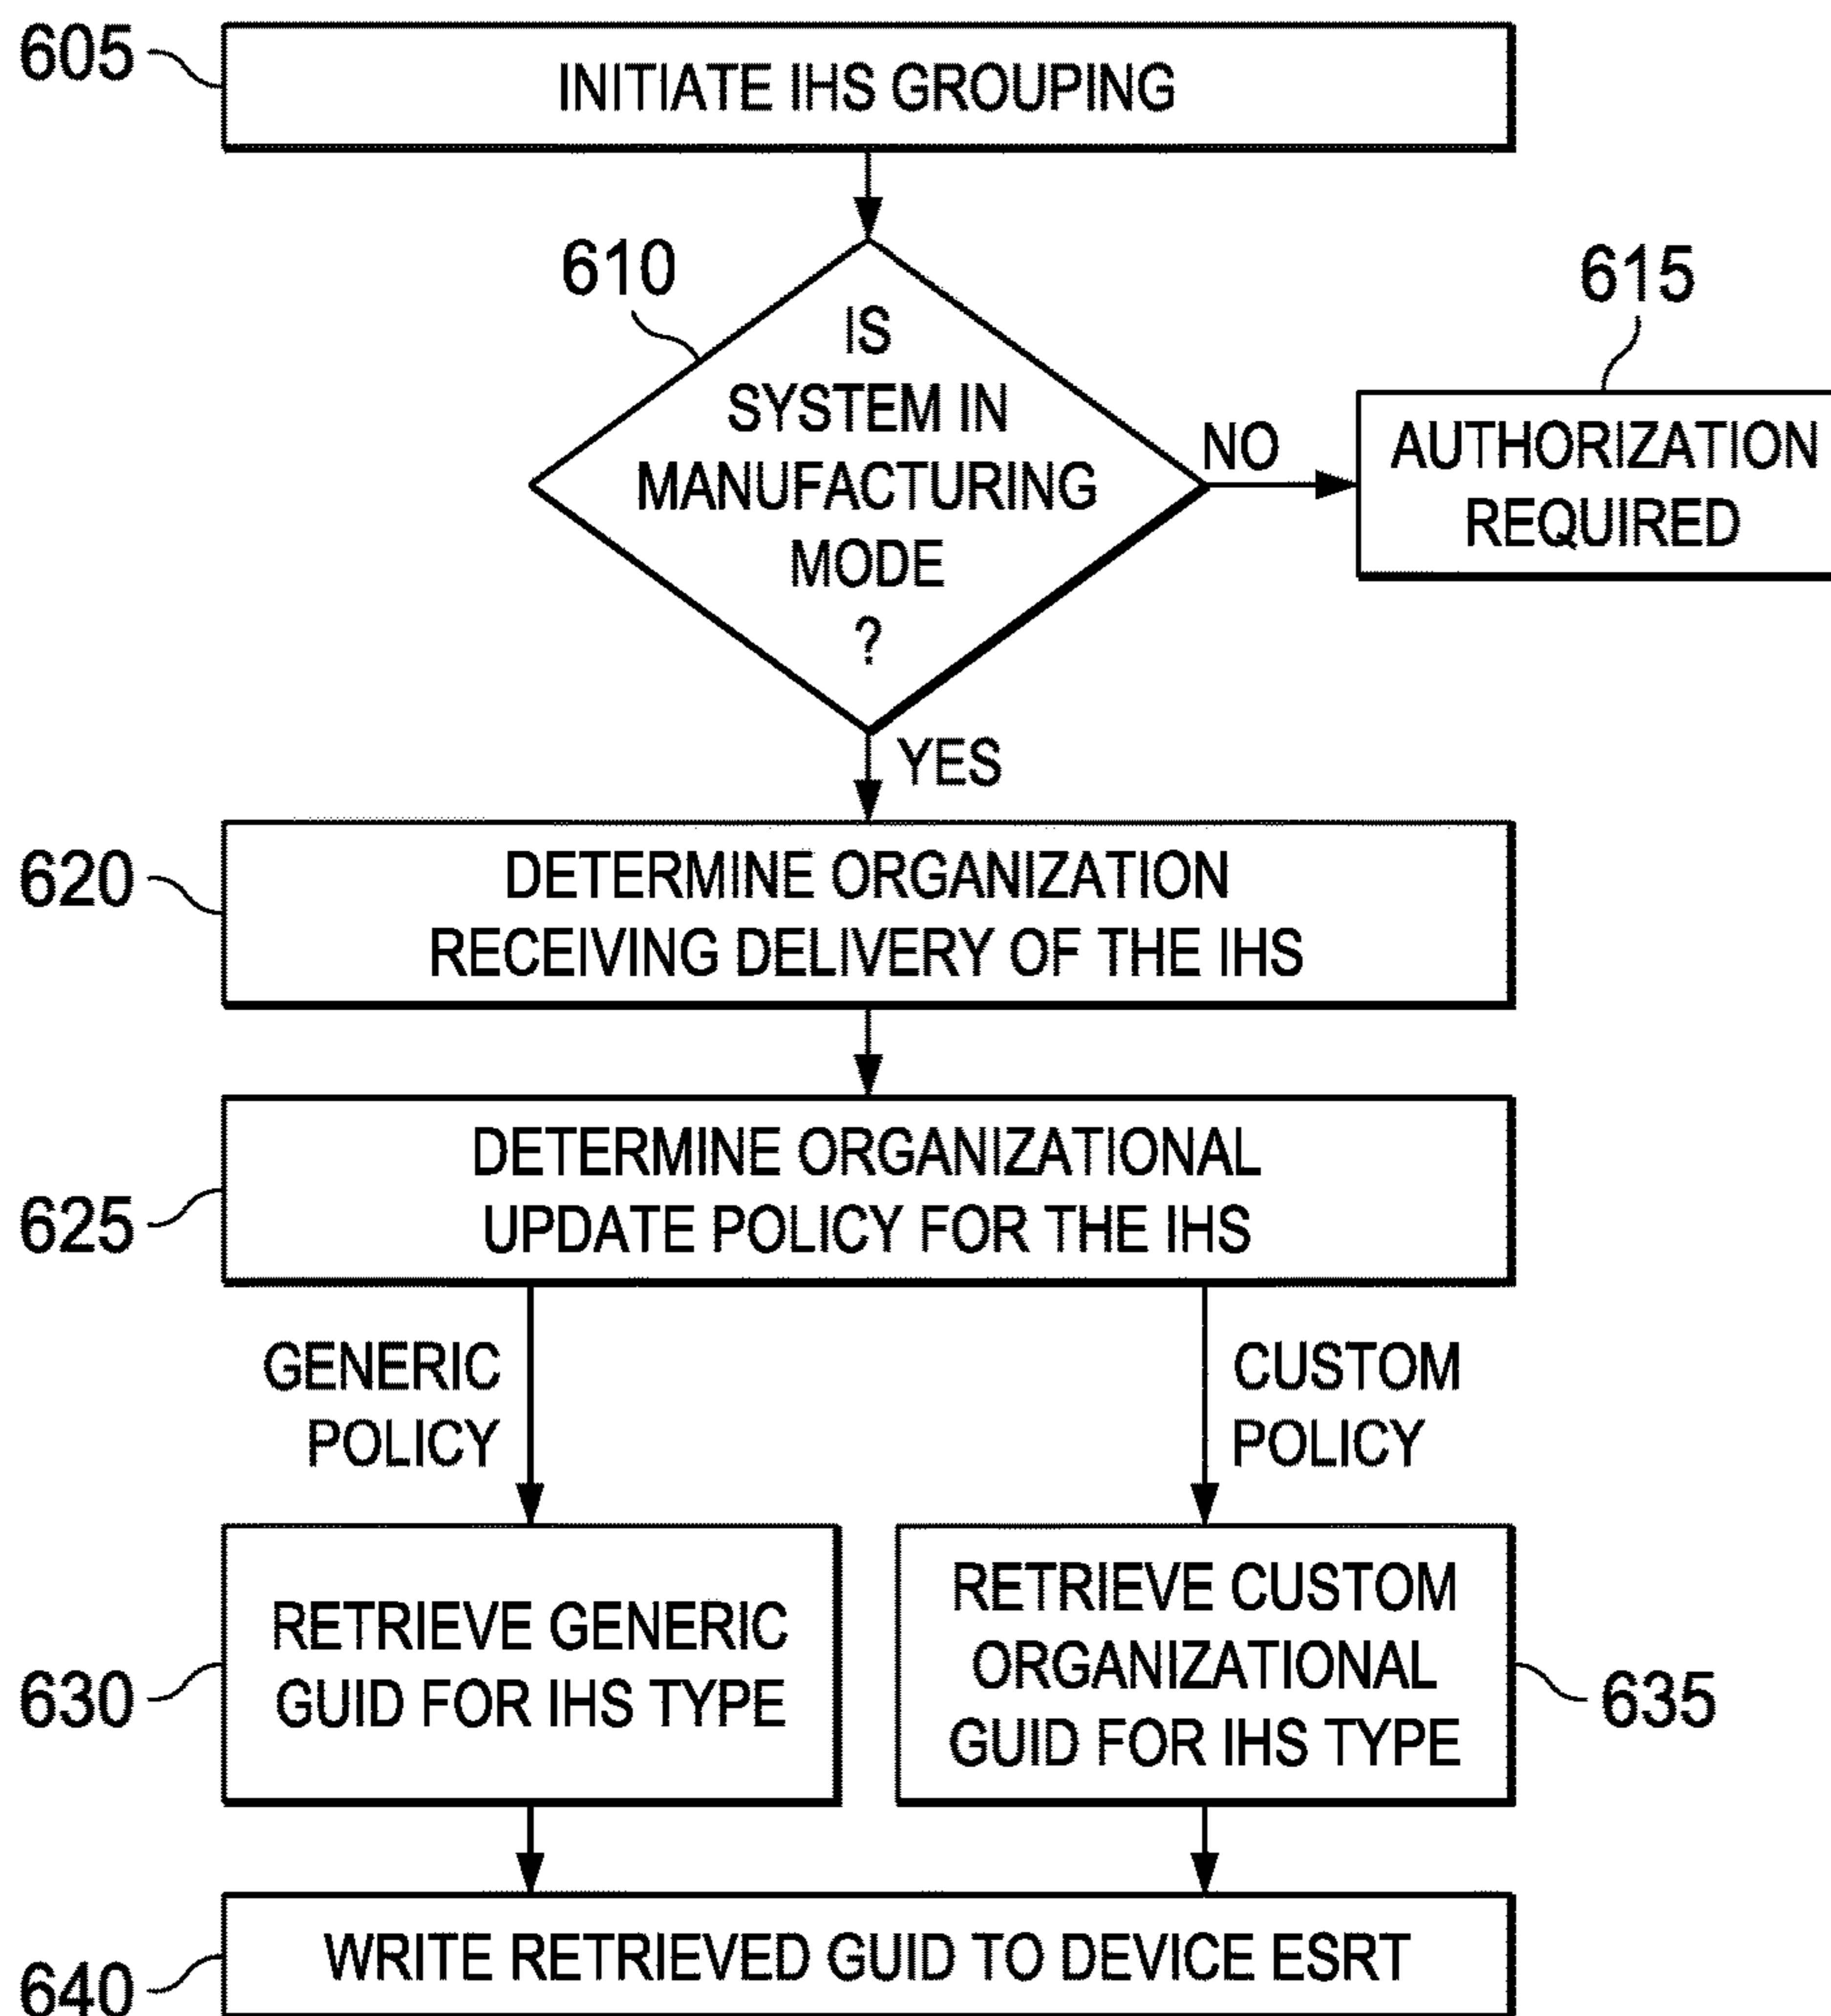 605
INITIATE IHS GROUPING
610
615
IS
SYSTEM IN
MANUFACTURING
MODE
?
NO
AUTHORIZATION
REQUIRED
YES
620
DETERMINE ORGANIZATION
RECEIVING DELIVERY OF THE IHS
625
DETERMINE ORGANIZATIONAL
UPDATE POLICY FOR THE IHS
GENERIC
POLICY
CUSTOM
POLICY
630
RETRIEVE GENERIC
GUID FOR IHS TYPE
RETRIEVE CUSTOM
ORGANIZATIONAL
GUID FOR IHS TYPE
635
640
WRITE RETRIEVED GUID TO DEVICE ESRT